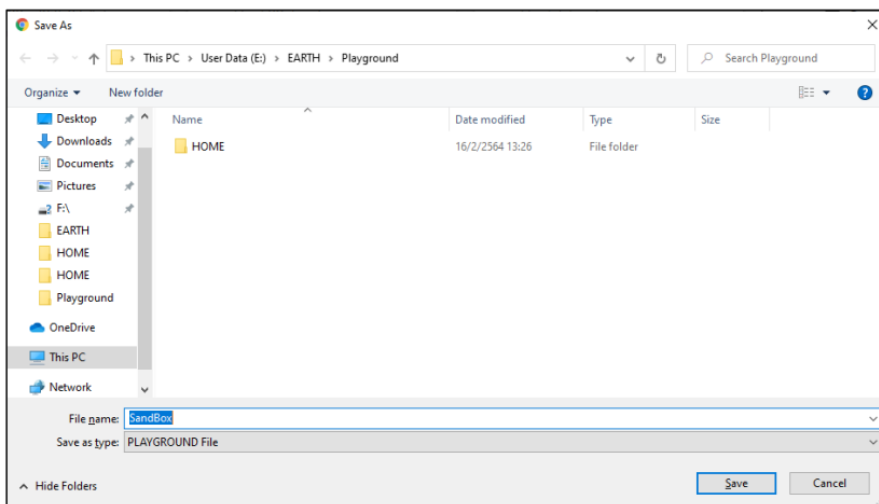 Save As
This PC > User Data (E:) > EARTH > Playground
Search Playground
Organize
New folder
Name
Date modified
Type
Size
Desktop
Downloads
Documents
Pictures
F:\
EARTH
HOME
HOME
Playground
OneDrive
This PC
Network
HOME
16/2/2564 13:26
File folder
File name: SandBox
Save as type: PLAYGROUND File
Hide Folders
Save
Cancel